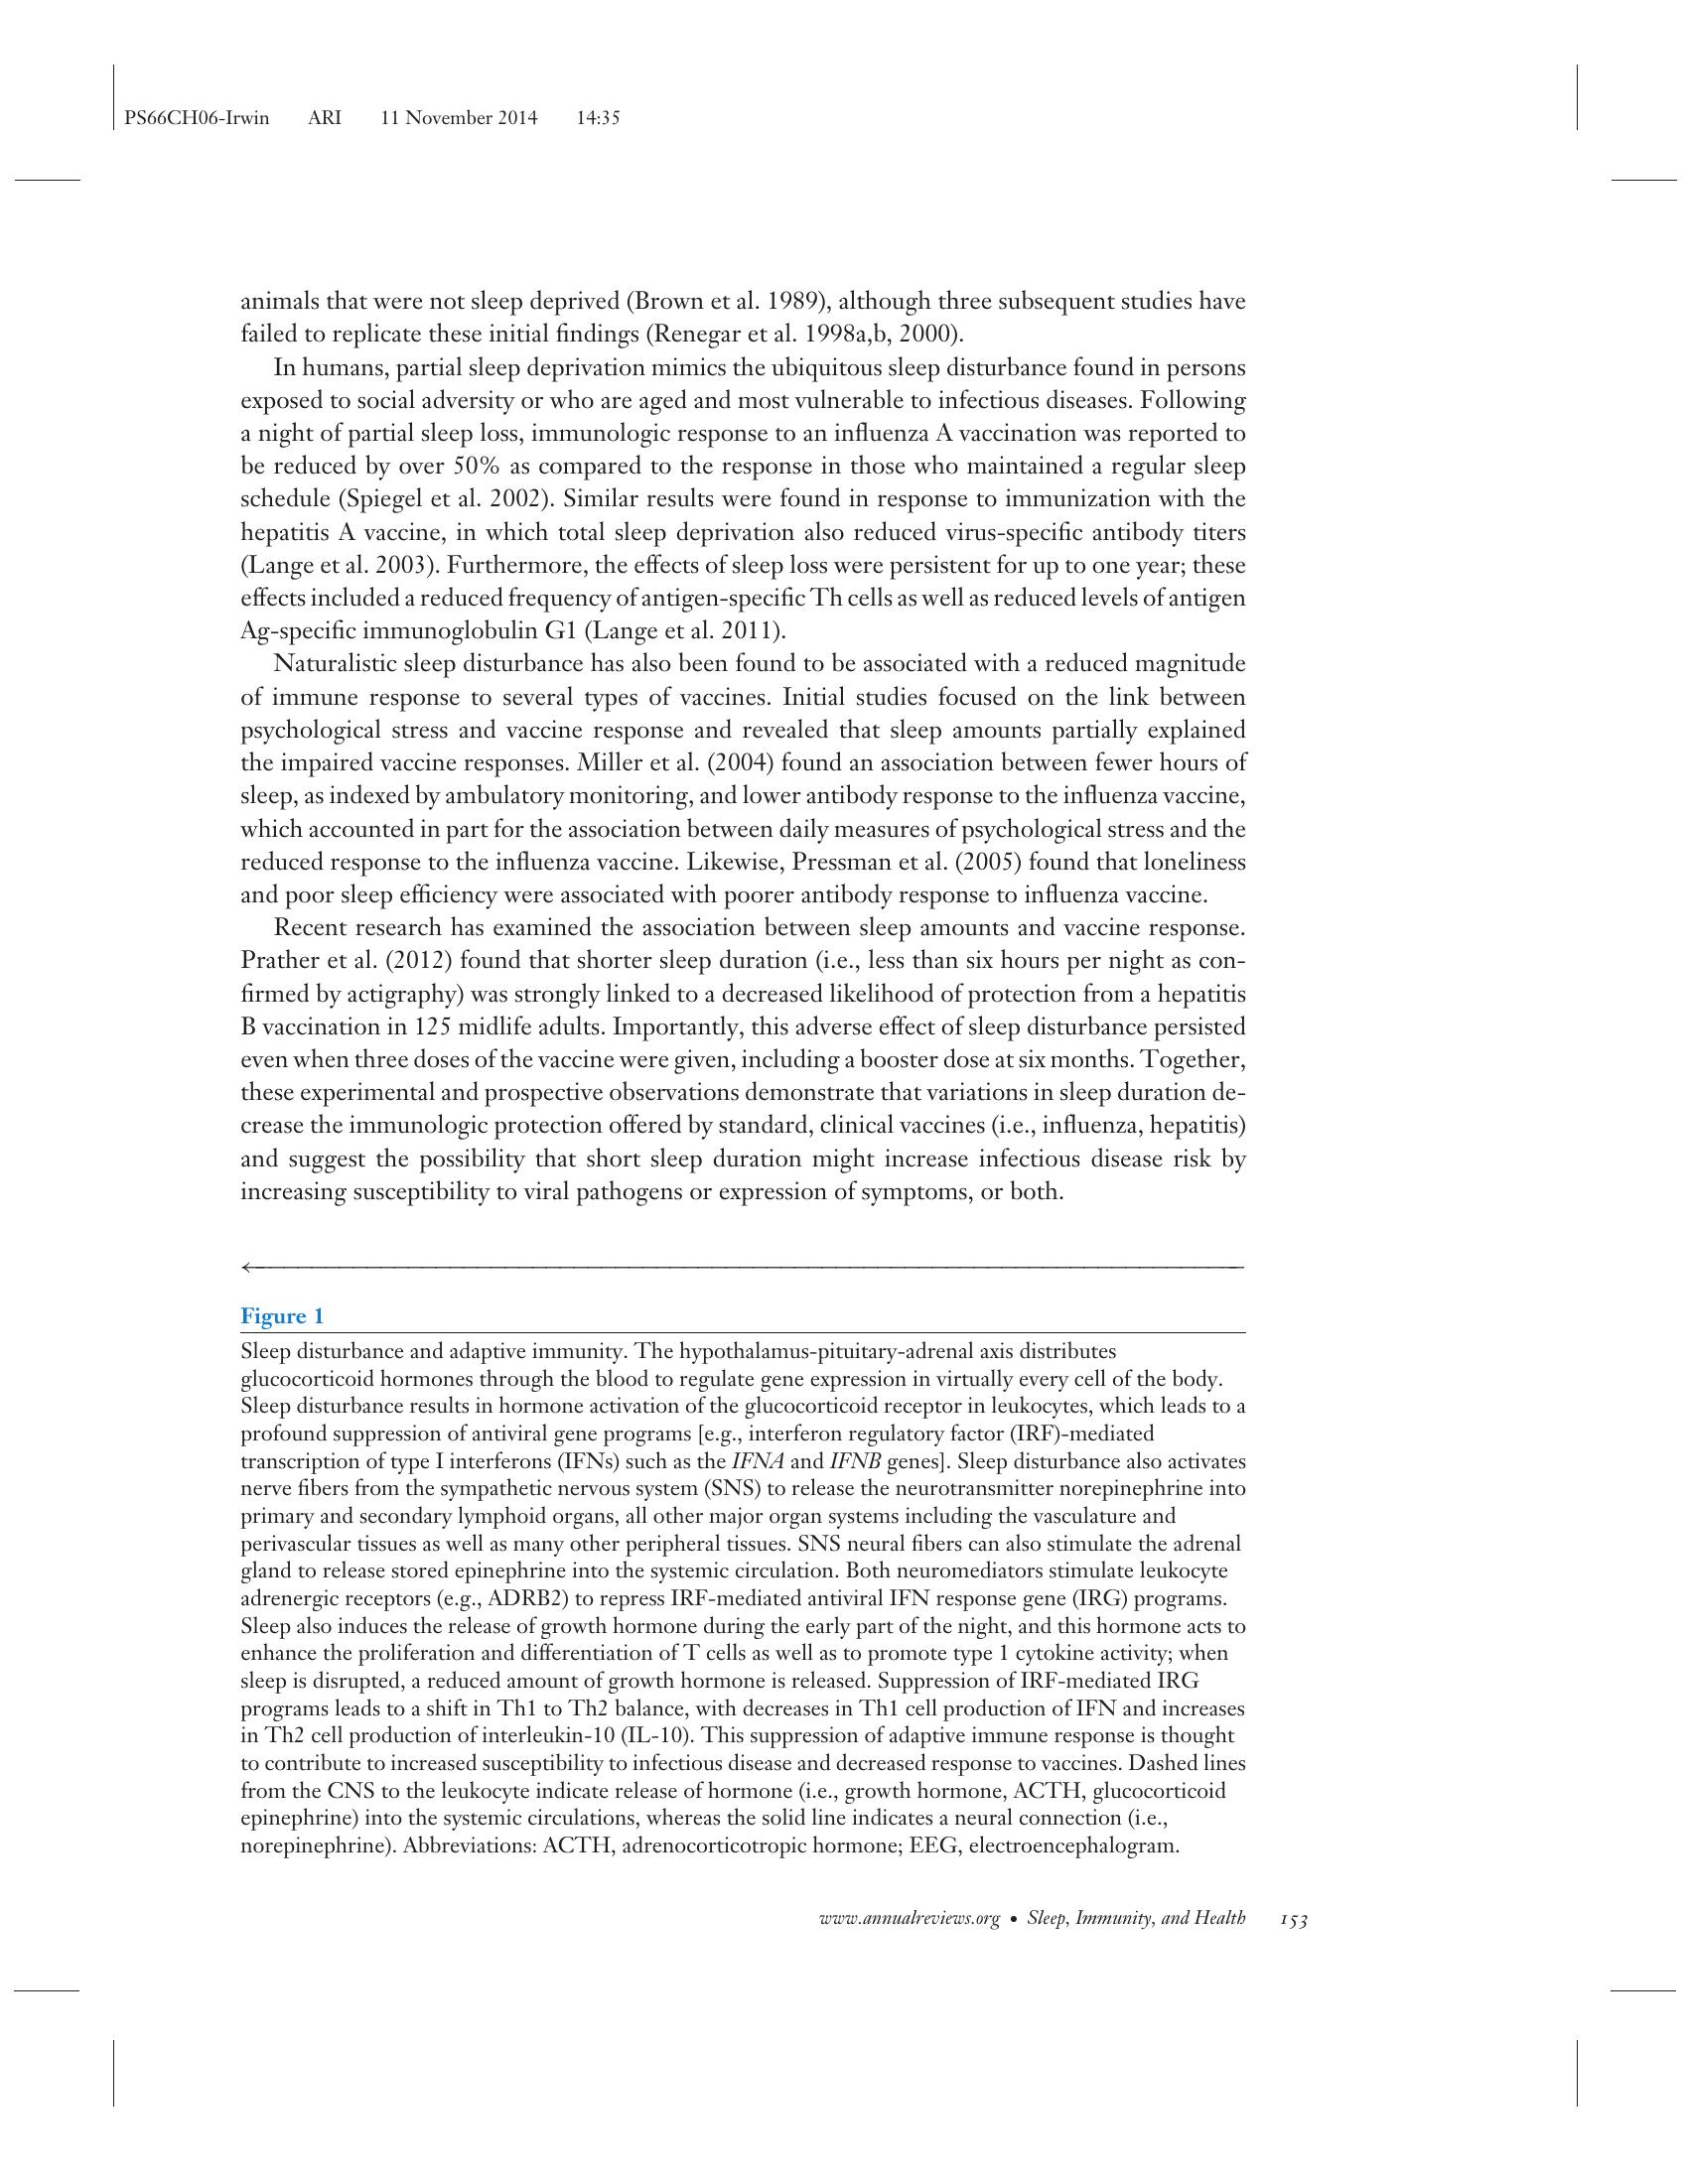 PS66CH06-Irwin ARI 11 November 2014 14:35
animals that were not sleep deprived (Brown et al. 1989), although three subsequent studies have
failed to replicate these initial findings (Renegar et al. 1998a,b, 2000).
In humans, partial sleep deprivation mimics the ubiquitous sleep disturbance found in persons
exposed to social adversity or who are aged and most vulnerable to infectious diseases. Following
a night of partial sleep loss, immunologic response to an influenza A vaccination was reported to
be reduced by over 50% as compared to the response in those who maintained a regular sleep
schedule (Spiegel et al. 2002). Similar results were found in response to immunization with the
hepatitis A vaccine, in which total sleep deprivation also reduced virus-specific antibody titers
(Lange et al. 2003). Furthermore, the effects of sleep loss were persistent for up to one year; these
effects included a reduced frequency of antigen-specific Th cells as well as reduced levels of antigen
Ag-specific immunoglobulin G1 (Lange et al. 2011).
Naturalistic sleep disturbance has also been found to be associated with a reduced magnitude
of immune response to several types of vaccines. Initial studies focused on the link between
psychological stress and vaccine response and revealed that sleep amounts partially explained
the impaired vaccine responses. Miller et al. (2004) found an association between fewer hours of
sleep, as indexed by ambulatory monitoring, and lower antibody response to the influenza vaccine,
which accounted in part for the association between daily measures of psychological stress and the
reduced response to the influenza vaccine. Likewise, Pressman et al. (2005) found that loneliness
and poor sleep efficiency were associated with poorer antibody response to influenza vaccine.
Recent research has examined the association between sleep amounts and vaccine response.
Prather et al. (2012) found that shorter sleep duration (i.e., less than six hours per night as con-
firmed by actigraphy) was strongly linked to a decreased likelihood of protection from a hepatitis
B vaccination in 125 midlife adults. Importantly, this adverse effect of sleep disturbance persisted
even when three doses of the vaccine were given, including a booster dose at six months. Together,
these experimental and prospective observations demonstrate that variations in sleep duration de-
crease the immunologic protection offered by standard, clinical vaccines (i.e., influenza, hepatitis)
and suggest the possibility that short sleep duration might increase infectious disease risk by
increasing susceptibility to viral pathogens or expression of symptoms, or both.
Figure 1
Sleep disturbance and adaptive immunity. The hypothalamus-pituitary-adrenal axis distributes
glucocorticoid hormones through the blood to regulate gene expression in virtually every cell of the body.
Sleep disturbance results in hormone activation of the glucocorticoid receptor in leukocytes, which leads to a
profound suppression of antiviral gene programs [e.g., interferon regulatory factor (IRF)-mediated
transcription of type I interferons (IFNs) such as the IFNA and IFNB genes]. Sleep disturbance also activates
nerve fibers from the sympathetic nervous system (SNS) to release the neurotransmitter norepinephrine into
primary and secondary lymphoid organs, all other major organ systems including the vasculature and
perivascular tissues as well as many other peripheral tissues. SNS neural fibers can also stimulate the adrenal
gland to release stored epinephrine into the systemic circulation. Both neuromediators stimulate leukocyte
adrenergic receptors (e.g., ADRB2) to repress IRF-mediated antiviral IFN response gene (IRG) programs.
Sleep also induces the release of growth hormone during the early part of the night, and this hormone acts to
enhance the proliferation and differentiation of T cells as well as to promote type 1 cytokine activity; when
sleep is disrupted, a reduced amount of growth hormone is released. Suppression of IRF-mediated IRG
programs leads to a shift in Th1 to Th2 balance, with decreases in Th1 cell production of IFN and increases
in Th2 cell production of interleukin-10 (IL-10). This suppression of adaptive immune response is thought
to contribute to increased susceptibility to infectious disease and decreased response to vaccines. Dashed lines
from the CNS to the leukocyte indicate release of hormone (i.e., growth hormone, ACTH, glucocorticoid
epinephrine) into the systemic circulations, whereas the solid line indicates a neural connection (i.e.,
norepinephrine). Abbreviations: ACTH, adrenocorticotropic hormone; EEG, electroencephalogram.
www.annualreviews.org • Sleep, Immunity, and Health 153